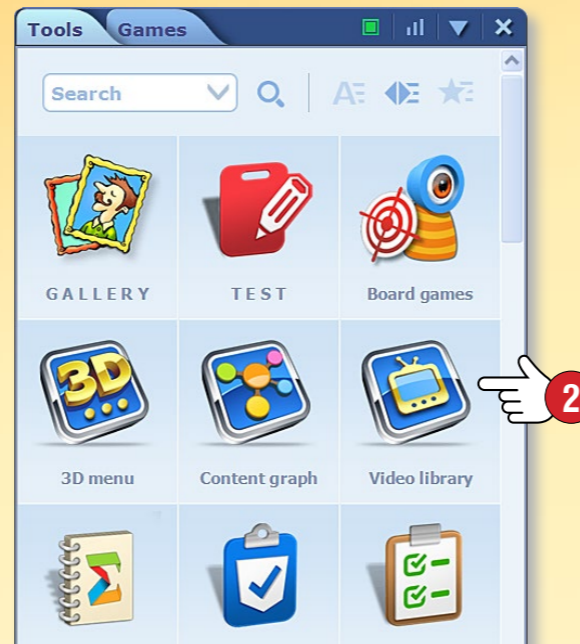 Tools Games
Search
GALLERY TEST Board games
3D
3D menu Content graph Video library
2